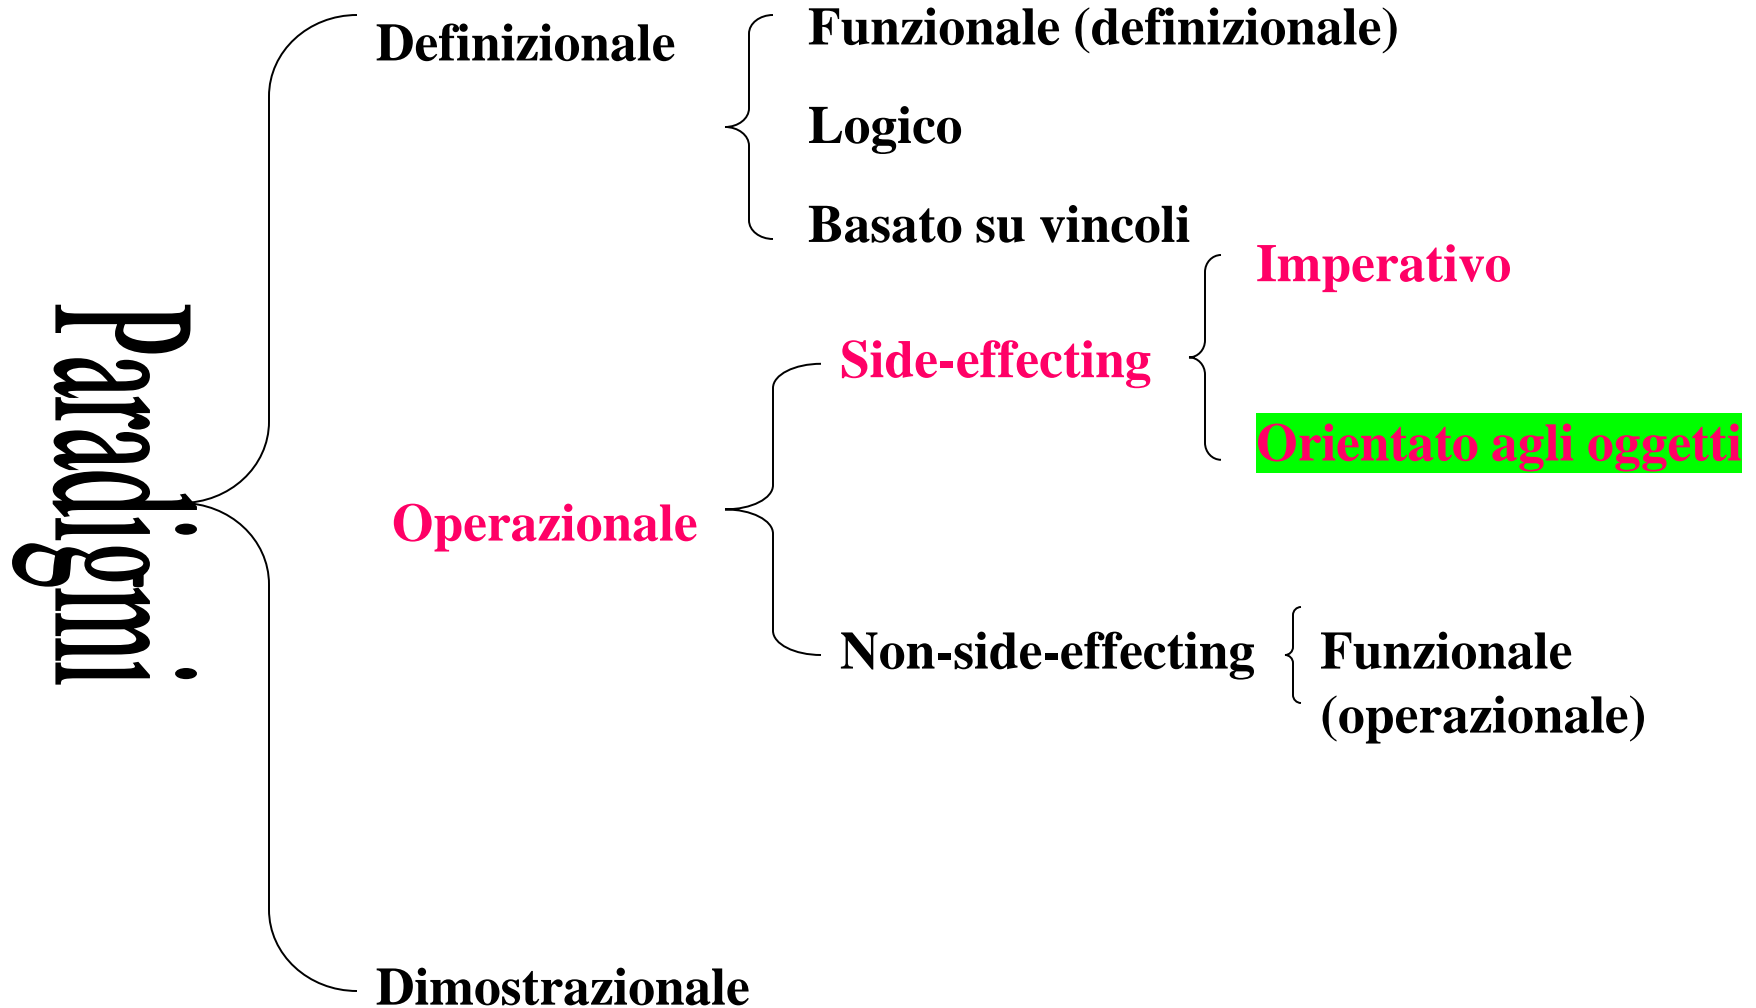 Paradigmi
Definizionale
Funzionale (definizionale)
Logico
Basato su vincoli
Operazionale
Side-effecting
Imperativo
Orientato agli oggetti
Non-side-effecting
Funzionale
(operazionale)
Dimostrazionale